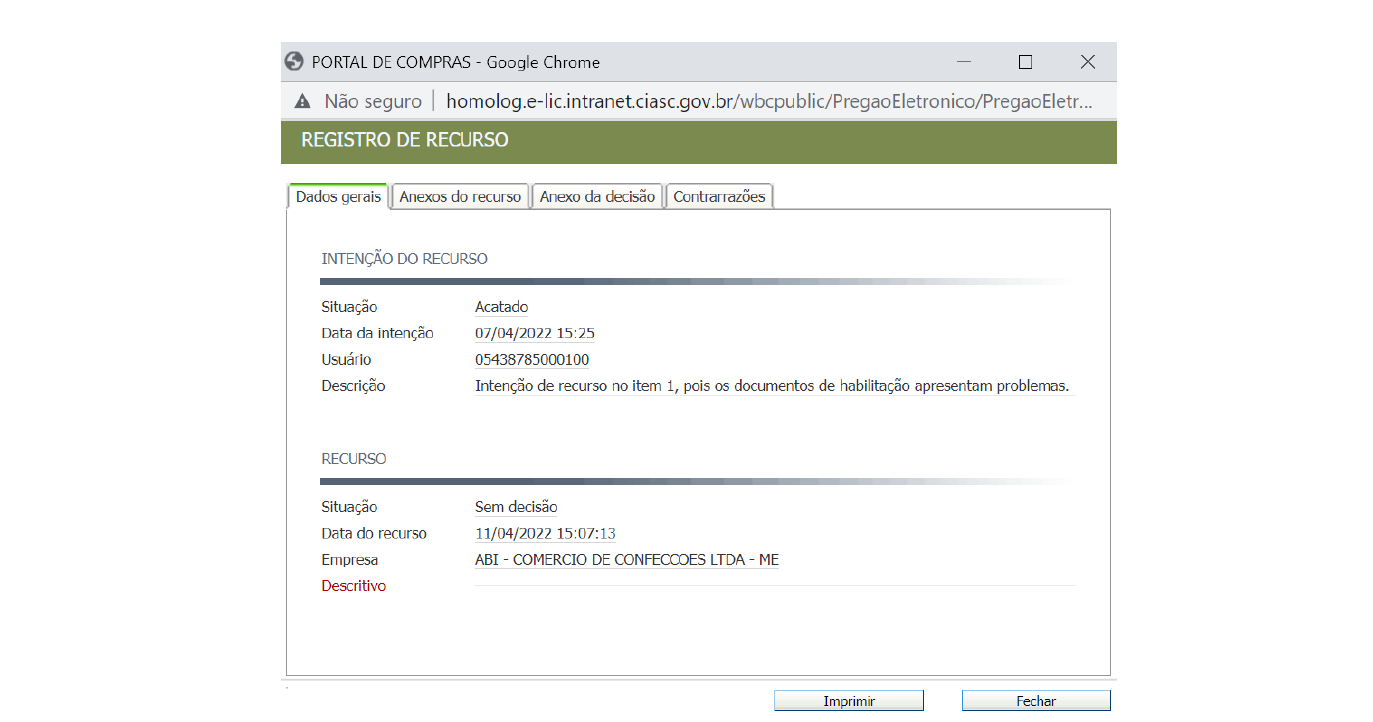 PORTAL DE COMPRAS - Google Chrome
Não seguro homolog.e-lic.intranet.ciasc.gov.br/wbcpublic/PregaoEletronico/PregaoEletr...
REGISTRO DE RECURSO
Dados gerais Anexos do recurso Anexo da decisão Contrarrazões
INTENÇÃO DO RECURSO
Situação Acatado
Data da intenção 07/04/2022 15:25
Usuário 05438785000100
Descrição Intenção de recurso no item 1, pois os documentos de habilitação apresentam problemas.
RECURSO
Situação Sem decisão
Data do recurso 11/04/2022 15:07:13
Empresa ABI - COMERCIO DE CONFECCOES LTDA - ME
Descritivo
Imprimir Fechar